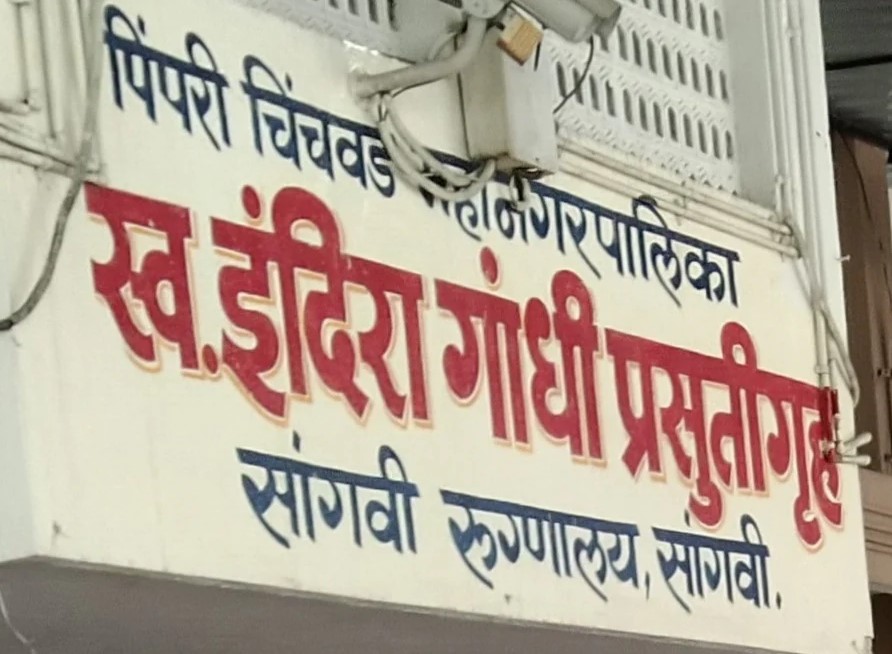 पिंपरी चिंचवड महानगरपालिका
स्व. इंदिरा गांधी प्रसुतीगृह
सांगवी रुग्णालय, सांगवी.